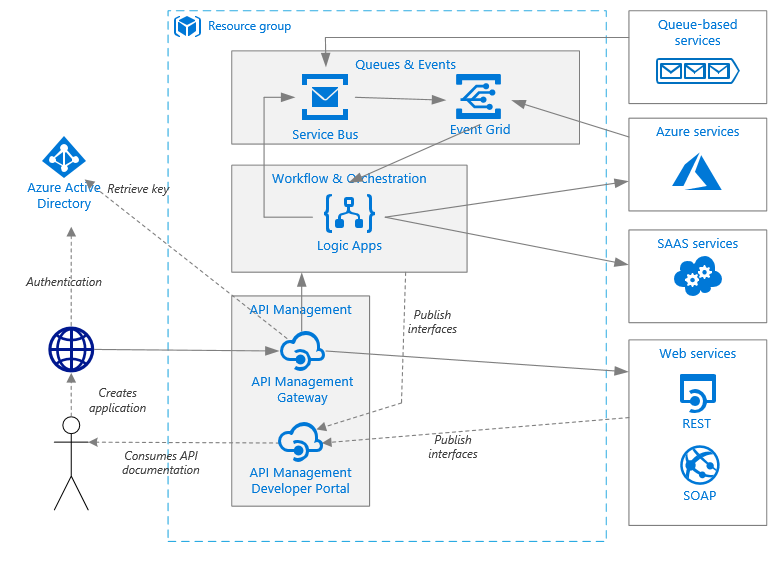 Resource group
Queue-based
services
Queues & Events
Service Bus
Event Grid
Azure services
Azure Active
Directory
Retrieve key
Workflow & Orchestration
Logic Apps
SAAS services
Authentication
API Management
Publish
interfaces
Web services
API Management
Gateway
REST
Creates
application
Consumes API
documentation
Publish
interfaces
API Management
Developer Portal
SOAP